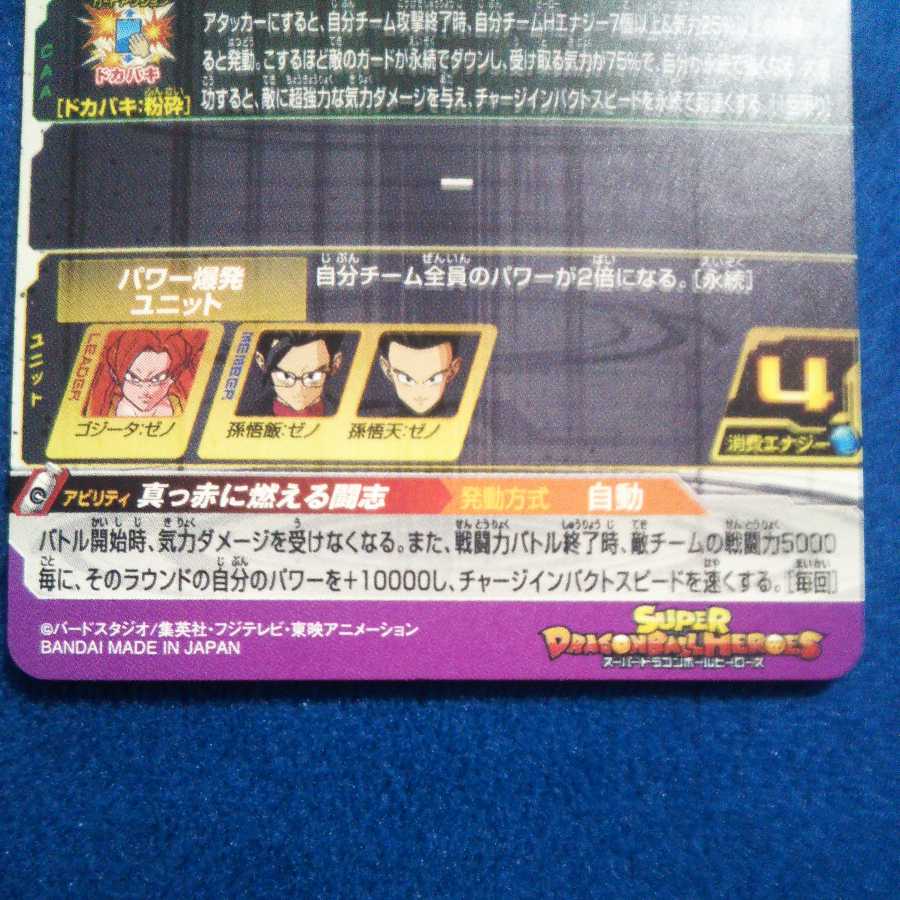 アタッカーにすると、自分チーム攻撃終了時、自分チームHエナジー7個以上&気力25%
ると発動。こするほど敵のガードが永続でダウンし、受け取る気力が75%で、
功すると、敵に超強力な気力ダメージを与え、チャージインパクトスピードを永続で超速くする。
CAA
ドカバキ
[ドカバキ:粉砕]
ー
ユニット
パワー爆発
ユニット
自分チーム全員のパワーが2倍になる。[永続]
LEADER
ゴジータ:ゼノ
MEMBER
孫悟飯:ゼノ
孫悟天:ゼノ
4
消費エナジー
アビリティ 真っ赤に燃える闘志 発動方式 自動
バトル開始時、気力ダメージを受けなくなる。また、戦闘力バトル終了時、敵チームの戦闘力5000
毎に、そのラウンドの自分のパワーを+10000し、チャージインパクトスピードを速くする。[毎回]
©バードスタジオ/集英社・フジテレビ・東映アニメーション
BANDAI MADE IN JAPAN
SUPER
DRAGONBALL HEROES
スーパードラゴンボールヒーローズ